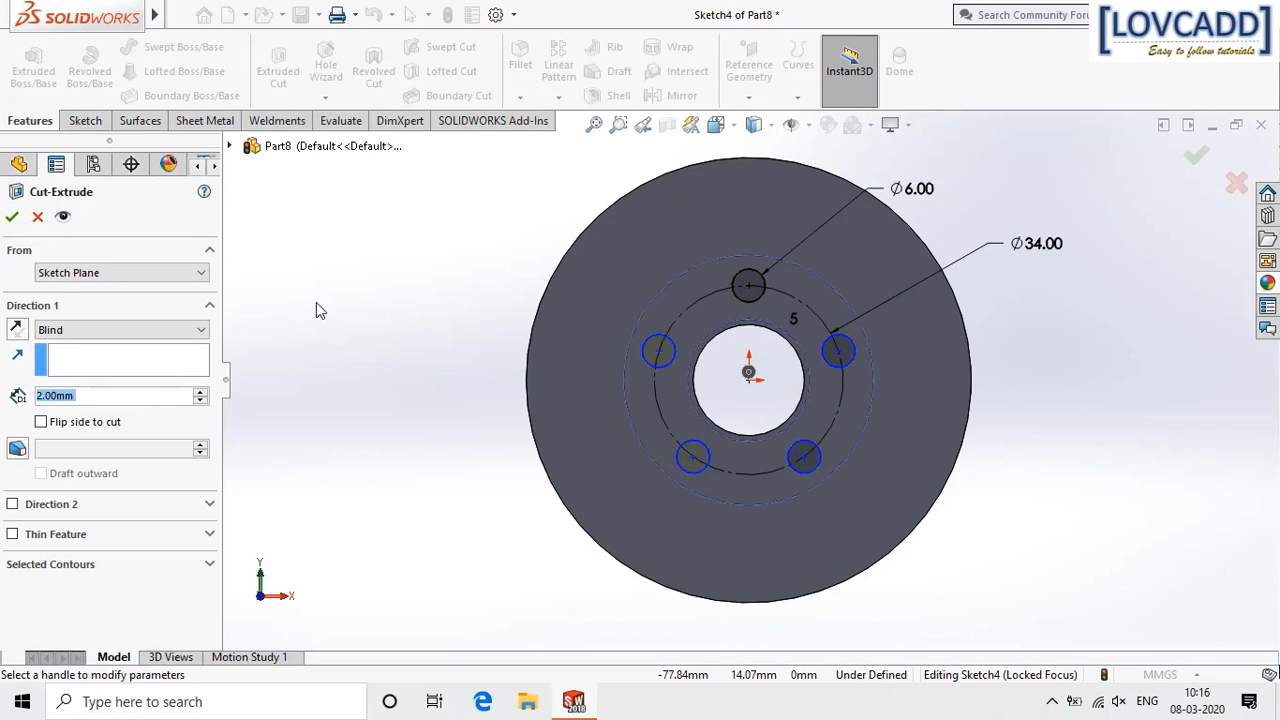 SOLIDWORKS
Sketch4 of Part8 *
Search Community Foru
[LOVCADD]
Easy to follow tutorials
Extruded Boss/Base
Revolved Boss/Base
Swept Boss/Base
Lofted Boss/Base
Boundary Boss/Base
Extruded Cut
Hole Wizard
Revolved Cut
Swept Cut
Lofted Cut
Boundary Cut
Fillet
Linear Pattern
Rib
Draft
Shell
Wrap
Intersect
Mirror
Reference Geometry
Curves
Instant3D
Dome
Features
Sketch
Surfaces
Sheet Metal
Weldments
Evaluate
DimXpert
SOLIDWORKS Add-Ins
Part8 (Default<<Default>...
Cut-Extrude
From
Sketch Plane
Direction 1
Blind
2.00mm
Flip side to cut
Draft outward
Direction 2
Thin Feature
Selected Contours
Ø6.00
Ø34.00
5
Y
X
Model
3D Views
Motion Study 1
Select a handle to modify parameters
-77.84mm
14.07mm
0mm
Under Defined
Editing Sketch4 (Locked Focus)
MMGS
Type here to search
SW
2018
ENG
10:16
08-03-2020